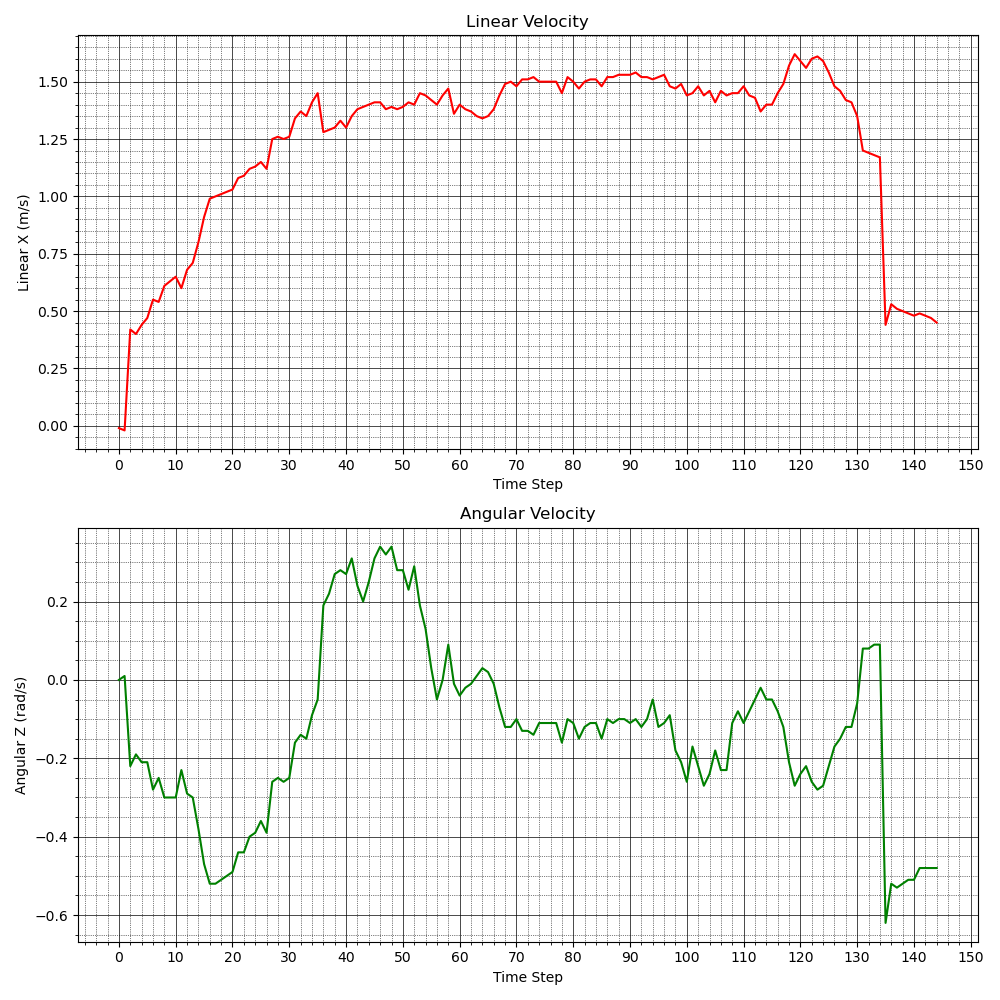 Linear Velocity
1.50
1.25
1.00
0.75
0.50
0.25
0.00
Linear X (m/s)
0 10 20 30 40 50 60 70 80 90 100 110 120 130 140 150
Time Step
Angular Velocity
0.2
0.0
−0.2
−0.4
−0.6
Angular Z (rad/s)
0 10 20 30 40 50 60 70 80 90 100 110 120 130 140 150
Time Step